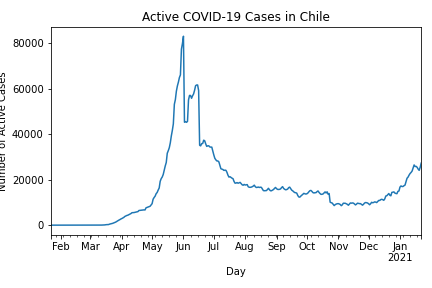 Active COVID-19 Cases in Chile
Number of Active Cases
80000
60000
40000
20000
0
Feb Mar Apr May Jun Jul Aug Sep Oct Nov Dec Jan
2021
Day